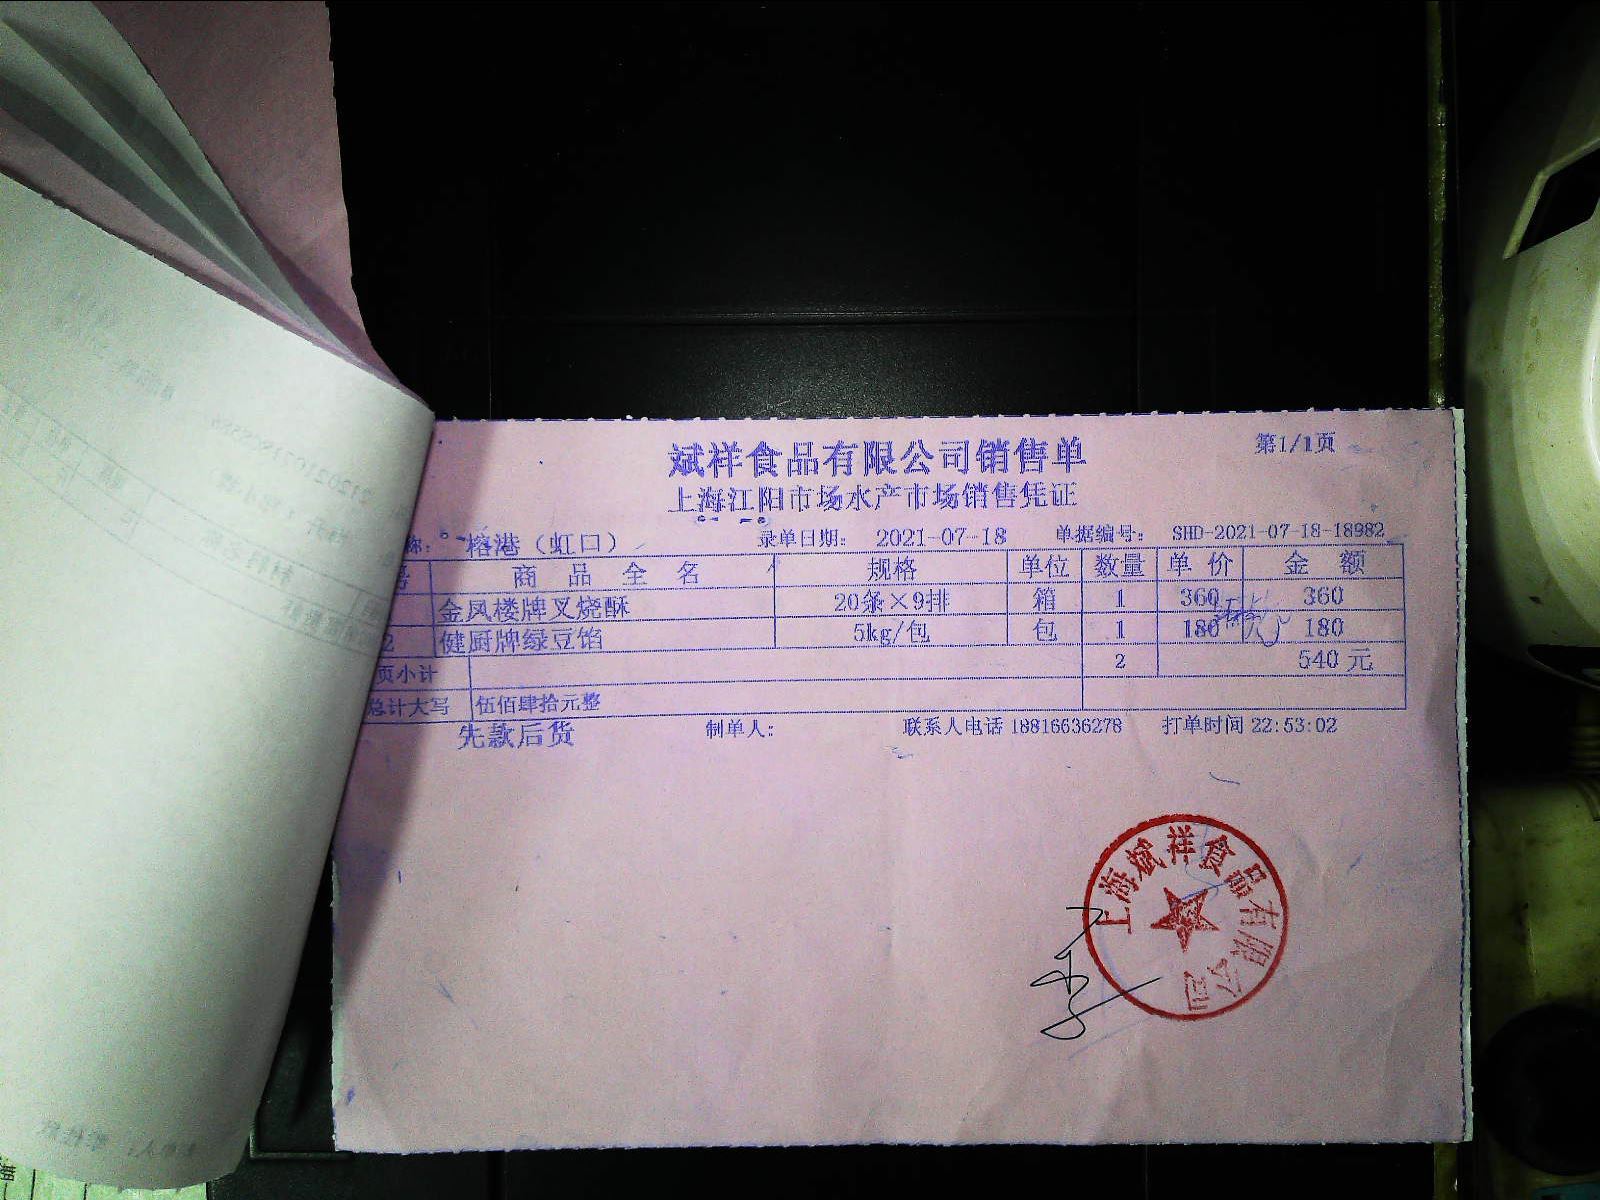 斌祥食品有限公司销售单
第1/1页
上海江阳市场水产市场销售凭证
称: 榕港（虹口） 录单日期: 2021-07-18 单据编号: SHD-2021-07-18-18982
号 商品全名 规格 单位 数量 单价 金额
金凤楼牌叉烧酥 20条×9排 箱 1 360 360
2 健厨牌绿豆馅 5kg/包 包 1 180 180
页小计 2 540元
总计大写 伍佰肆拾元整
先款后货 制单人: 联系人电话 18816636278 打单时间 22:53:02
上海斌祥食品有限公司